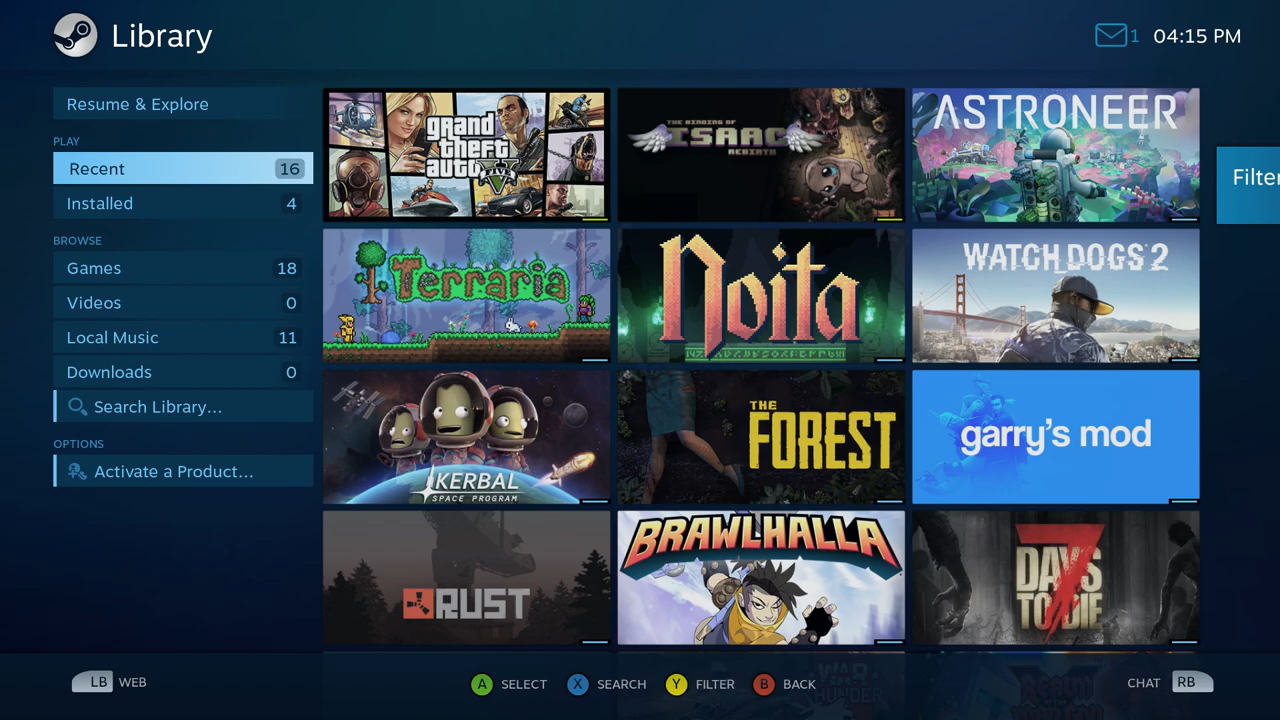 Library
1
04:15 PM
Resume & Explore
PLAY
Recent 16
Installed 4
BROWSE
Games 18
Videos 0
Local Music 11
Downloads 0
Search Library...
OPTIONS
Activate a Product...
grand
theft
auto
FIVE
V
THE BINDING OF
ISAAC
REBIRTH
ASTRONEER
Filter
Terraria
Noita
WATCH DOGS 2
KERBAL
SPACE PROGRAM
THE
FOREST
garry's mod
RUST
BRAWLHALLA
7
DAYS
TO DIE
WAR
THUNDER
LB WEB
A SELECT
X SEARCH
Y FILTER
B BACK
CHAT RB